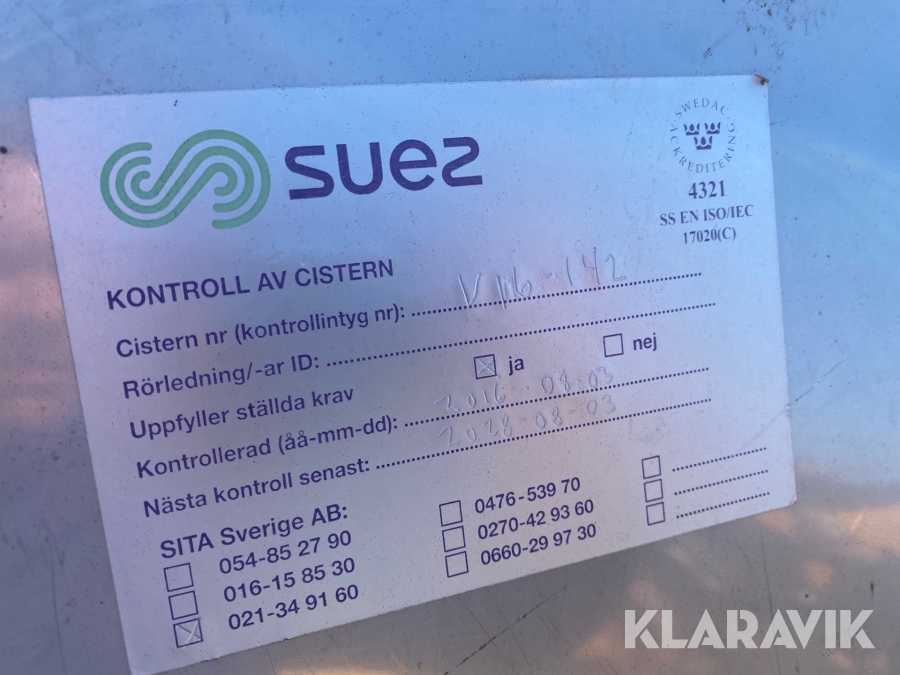 suez
SWEDAC ACKREDITERING
4321
SS EN ISO/IEC
17020(C)
KONTROLL AV CISTERN
Cistern nr (kontrollintyg nr): V116-142
Rörledning/-ar ID:
Uppfyller ställda krav ☒ ja ☐ nej
Kontrollerad (åå-mm-dd): 2016-08-03
Nästa kontroll senast: 2028-08-03
SITA Sverige AB:
☐ 054-85 27 90
☐ 016-15 85 30
☒ 021-34 91 60
☐ 0476-539 70
☐ 0270-42 93 60
☐ 0660-29 97 30
KLARAVIK